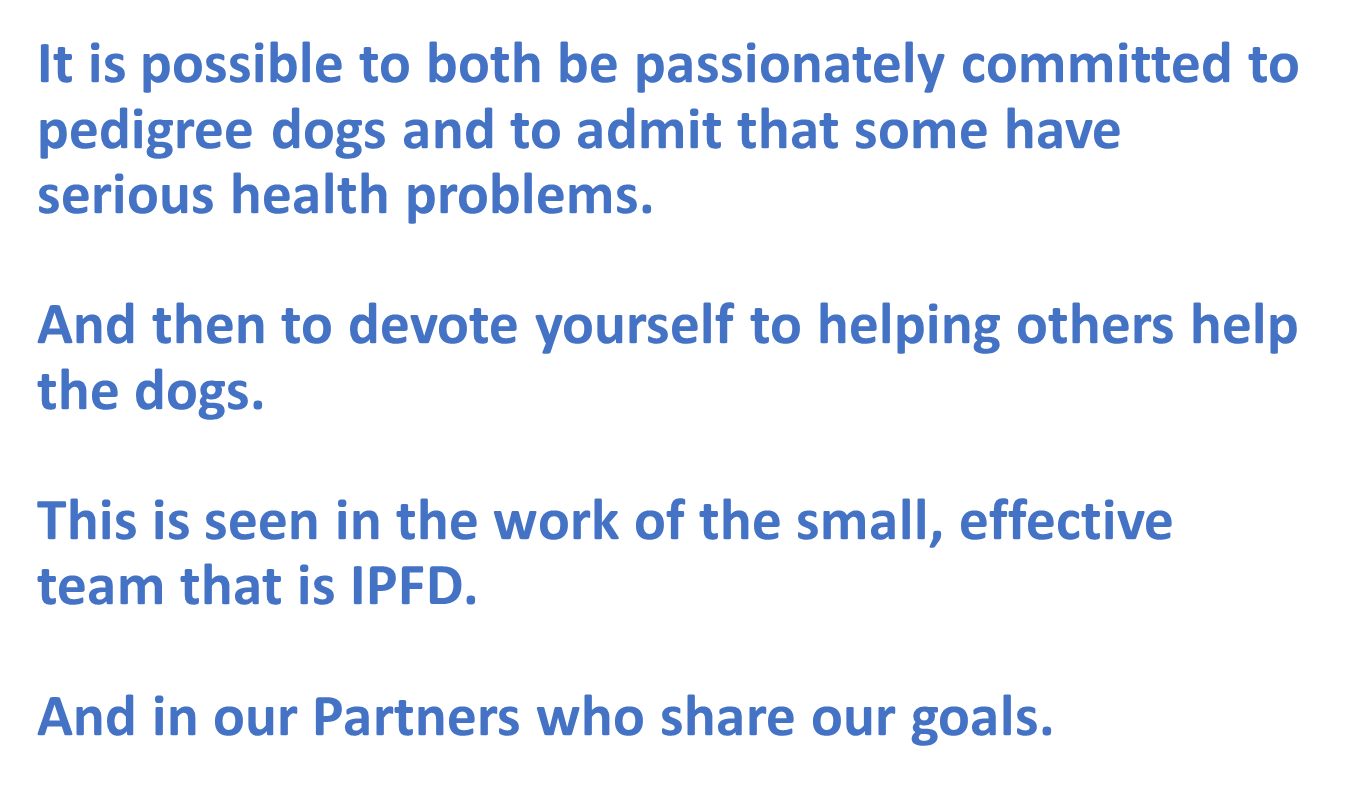 It is possible to both be passionately committed to
pedigree dogs and to admit that some have
serious health problems.
And then to devote yourself to helping others help
the dogs.
This is seen in the work of the small, effective
team that is IPFD.
And in our Partners who share our goals.